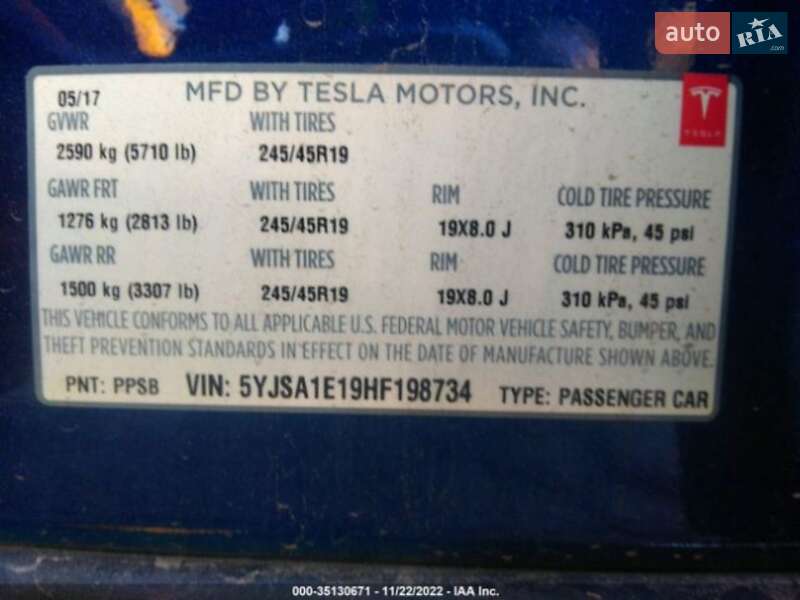 auto RIA.com
05/17 MFD BY TESLA MOTORS, INC.
TESLA
GVWR WITH TIRES
2590 kg (5710 lb) 245/45R19
GAWR FRT WITH TIRES RIM COLD TIRE PRESSURE
1276 kg (2813 lb) 245/45R19 19X8.0 J 310 kPa, 45 psi
GAWR RR WITH TIRES RIM COLD TIRE PRESSURE
1500 kg (3307 lb) 245/45R19 19X8.0 J 310 kPa, 45 psi
THIS VEHICLE CONFORMS TO ALL APPLICABLE U.S. FEDERAL MOTOR VEHICLE SAFETY, BUMPER, AND
THEFT PREVENTION STANDARDS IN EFFECT ON THE DATE OF MANUFACTURE SHOWN ABOVE.
PNT: PPSB VIN: 5YJSA1E19HF198734 TYPE: PASSENGER CAR
000-35130671 - 11/22/2022 - IAA Inc.